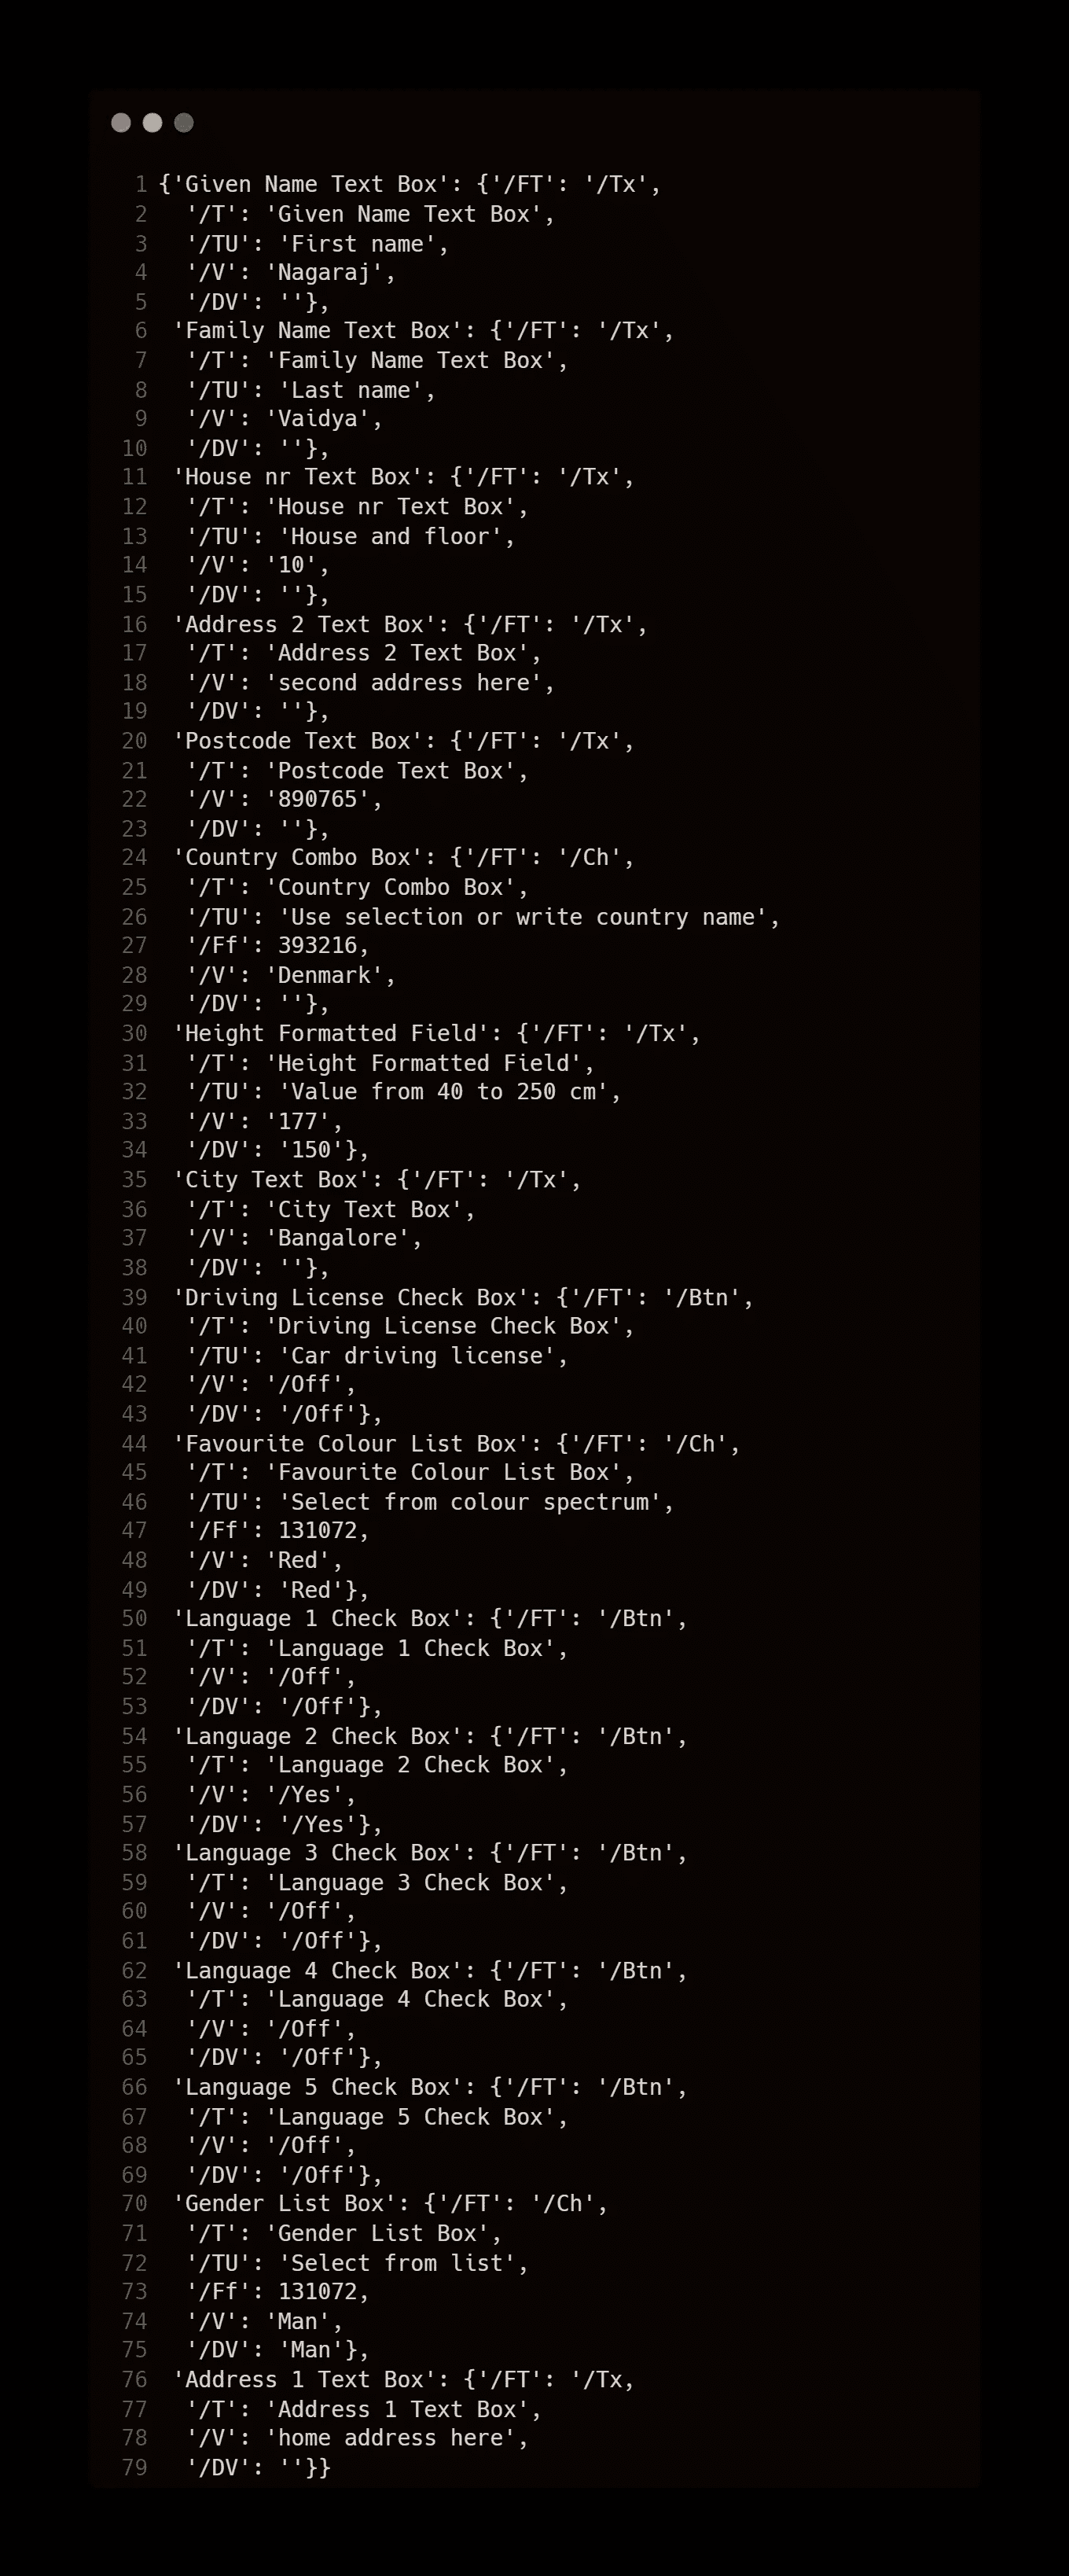 1 {'Given Name Text Box': {'/FT': '/Tx',
2   '/T': 'Given Name Text Box',
3   '/TU': 'First name',
4   '/V': 'Nagaraj',
5   '/DV': ''},
6  'Family Name Text Box': {'/FT': '/Tx',
7   '/T': 'Family Name Text Box',
8   '/TU': 'Last name',
9   '/V': 'Vaidya',
10   '/DV': ''},
11  'House nr Text Box': {'/FT': '/Tx',
12   '/T': 'House nr Text Box',
13   '/TU': 'House and floor',
14   '/V': '10',
15   '/DV': ''},
16  'Address 2 Text Box': {'/FT': '/Tx',
17   '/T': 'Address 2 Text Box',
18   '/V': 'second address here',
19   '/DV': ''},
20  'Postcode Text Box': {'/FT': '/Tx',
21   '/T': 'Postcode Text Box',
22   '/V': '890765',
23   '/DV': ''},
24  'Country Combo Box': {'/FT': '/Ch',
25   '/T': 'Country Combo Box',
26   '/TU': 'Use selection or write country name',
27   '/Ff': 393216,
28   '/V': 'Denmark',
29   '/DV': ''},
30  'Height Formatted Field': {'/FT': '/Tx',
31   '/T': 'Height Formatted Field',
32   '/TU': 'Value from 40 to 250 cm',
33   '/V': '177',
34   '/DV': '150'},
35  'City Text Box': {'/FT': '/Tx',
36   '/T': 'City Text Box',
37   '/V': 'Bangalore',
38   '/DV': ''},
39  'Driving License Check Box': {'/FT': '/Btn',
40   '/T': 'Driving License Check Box',
41   '/TU': 'Car driving license',
42   '/V': '/Off',
43   '/DV': '/Off'},
44  'Favourite Colour List Box': {'/FT': '/Ch',
45   '/T': 'Favourite Colour List Box',
46   '/TU': 'Select from colour spectrum',
47   '/Ff': 131072,
48   '/V': 'Red',
49   '/DV': 'Red'},
50  'Language 1 Check Box': {'/FT': '/Btn',
51   '/T': 'Language 1 Check Box',
52   '/V': '/Off',
53   '/DV': '/Off'},
54  'Language 2 Check Box': {'/FT': '/Btn',
55   '/T': 'Language 2 Check Box',
56   '/V': '/Yes',
57   '/DV': '/Yes'},
58  'Language 3 Check Box': {'/FT': '/Btn',
59   '/T': 'Language 3 Check Box',
60   '/V': '/Off',
61   '/DV': '/Off'},
62  'Language 4 Check Box': {'/FT': '/Btn',
63   '/T': 'Language 4 Check Box',
64   '/V': '/Off',
65   '/DV': '/Off'},
66  'Language 5 Check Box': {'/FT': '/Btn',
67   '/T': 'Language 5 Check Box',
68   '/V': '/Off',
69   '/DV': '/Off'},
70  'Gender List Box': {'/FT': '/Ch',
71   '/T': 'Gender List Box',
72   '/TU': 'Select from list',
73   '/Ff': 131072,
74   '/V': 'Man',
75   '/DV': 'Man'},
76  'Address 1 Text Box': {'/FT': '/Tx,
77   '/T': 'Address 1 Text Box',
78   '/V': 'home address here',
79   '/DV': ''}}